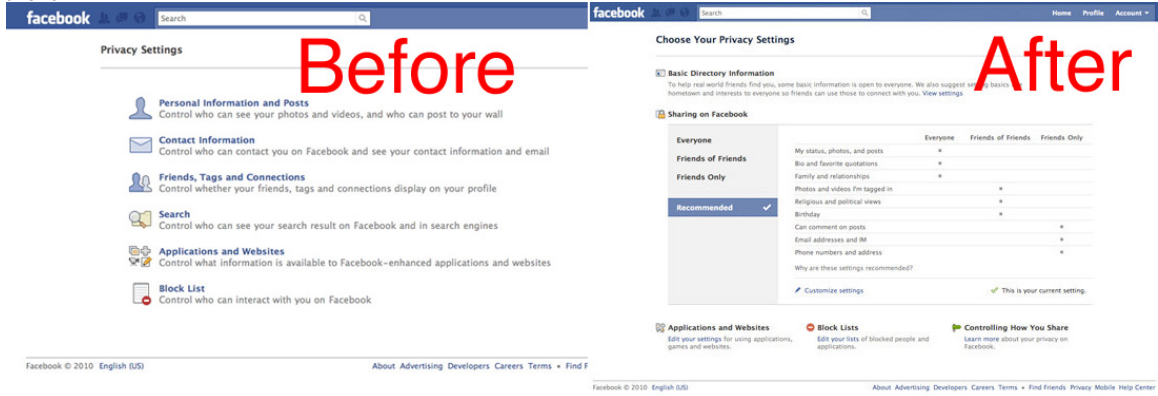 facebook
Search
Before
Privacy Settings
Personal Information and Posts
Control who can see your photos and videos, and who can post to your wall
Contact Information
Control who can contact you on Facebook and see your contact information and email
Friends, Tags and Connections
Control whether your friends, tags and connections display on your profile
Search
Control who can see your search result on Facebook and in search engines
Applications and Websites
Control what information is available to Facebook-enhanced applications and websites
Block List
Control who can interact with you on Facebook
Facebook © 2010 English (US)
About Advertising Developers Careers Terms • Find F
facebook
Search
Home Profile Account
After
Choose Your Privacy Settings
Basic Directory Information
To help real world friends find you, some basic information is open to everyone. We also suggest setting basics
hometown and interests to everyone so friends can use those to connect with you. View settings
Sharing on Facebook
Everyone
Friends of Friends
Friends Only
Recommended
Everyone Friends of Friends Friends Only
My status, photos, and posts
Bio and favorite quotations
Family and relationships
Photos and videos I'm tagged in
Religious and political views
Birthday
Can comment on posts
Email addresses and IM
Phone numbers and address
Why are these settings recommended?
Customize settings
This is your current setting.
Applications and Websites
Edit your settings for using applications,
games and websites.
Block Lists
Edit your lists of blocked people and
applications.
Controlling How You Share
Learn more about your privacy on
Facebook.
Facebook © 2010 English (US)
About Advertising Developers Careers Terms • Find Friends Privacy Mobile Help Center